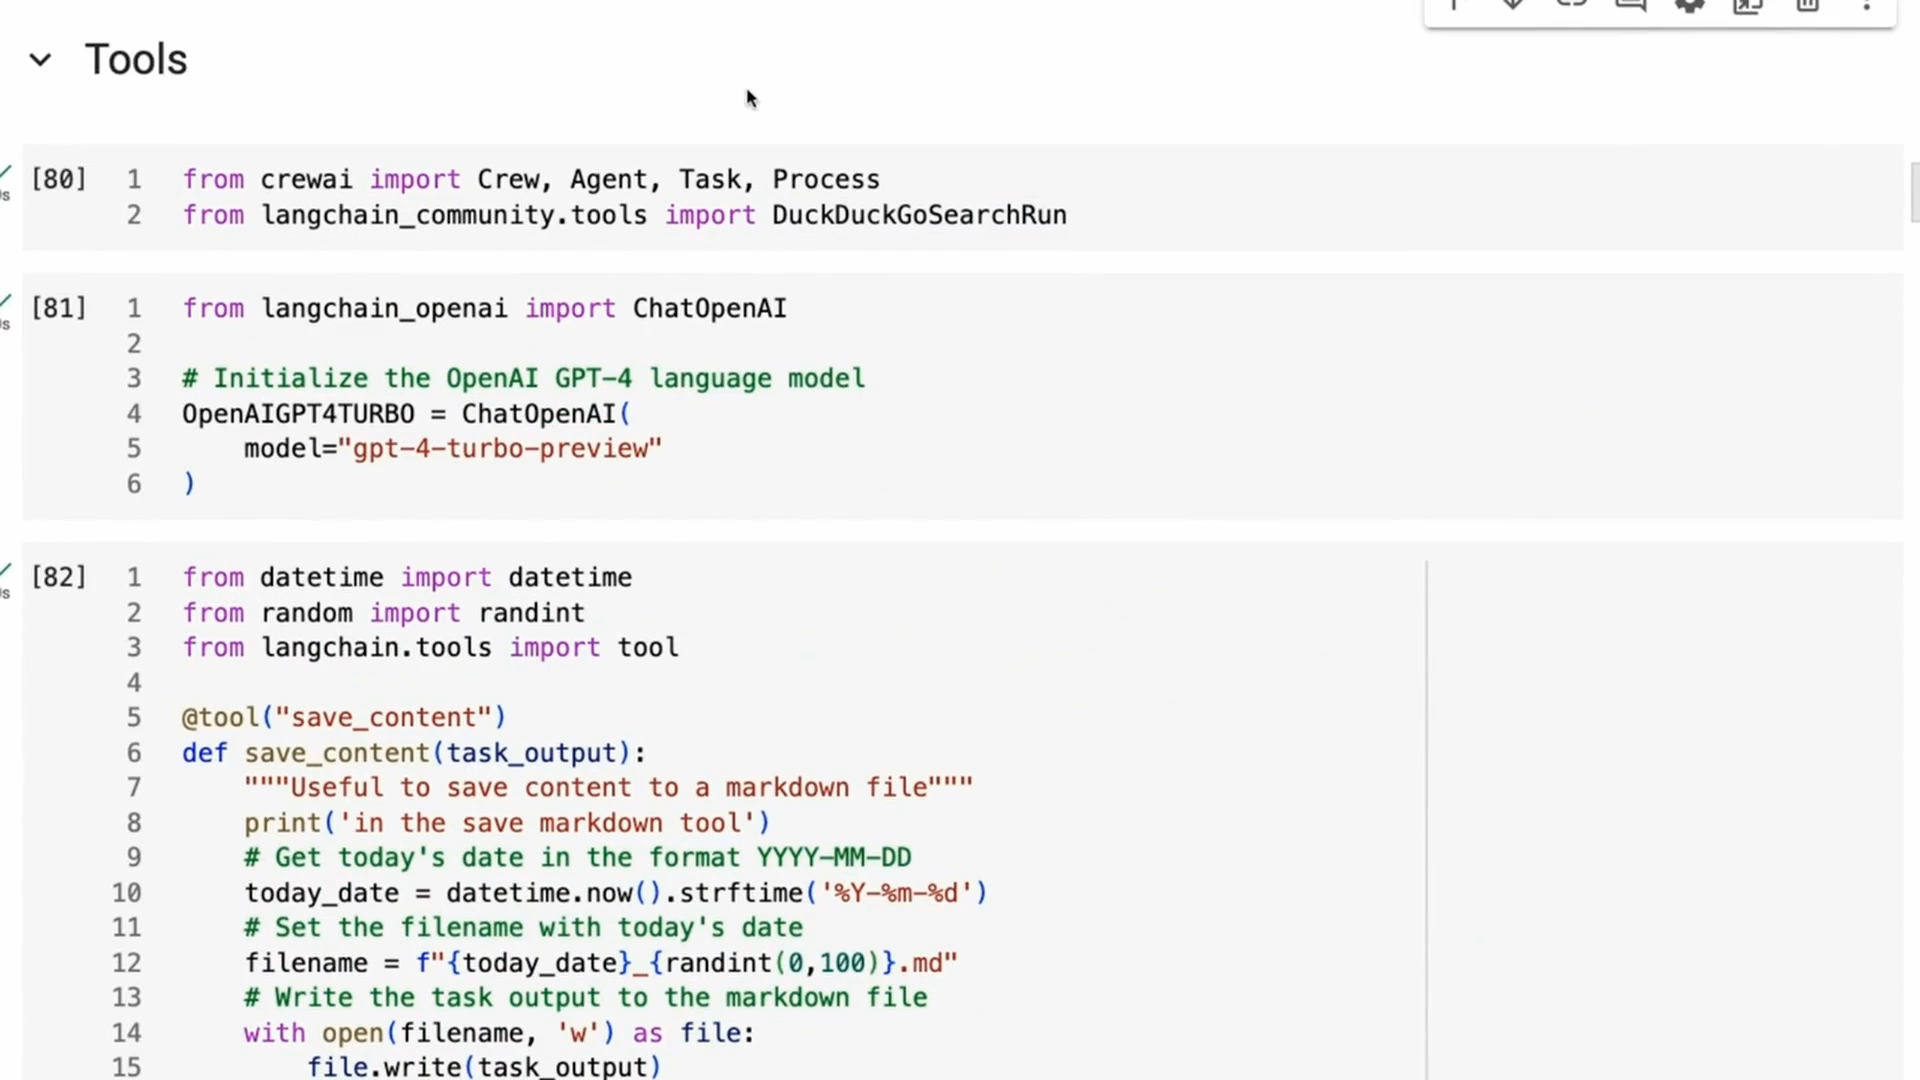 Tools
[80] 1 from crewai import Crew, Agent, Task, Process
2 from langchain_community.tools import DuckDuckGoSearchRun
[81] 1 from langchain_openai import ChatOpenAI
2
3 # Initialize the OpenAI GPT-4 language model
4 OpenAIGPT4TURBO = ChatOpenAI(
5     model="gpt-4-turbo-preview"
6 )
[82] 1 from datetime import datetime
2 from random import randint
3 from langchain.tools import tool
4
5 @tool("save_content")
6 def save_content(task_output):
7     """Useful to save content to a markdown file"""
8     print('in the save markdown tool')
9     # Get today's date in the format YYYY-MM-DD
10     today_date = datetime.now().strftime('%Y-%m-%d')
11     # Set the filename with today's date
12     filename = f"{today_date}_{randint(0,100)}.md"
13     # Write the task output to the markdown file
14     with open(filename, 'w') as file:
15         file.write(task_output)